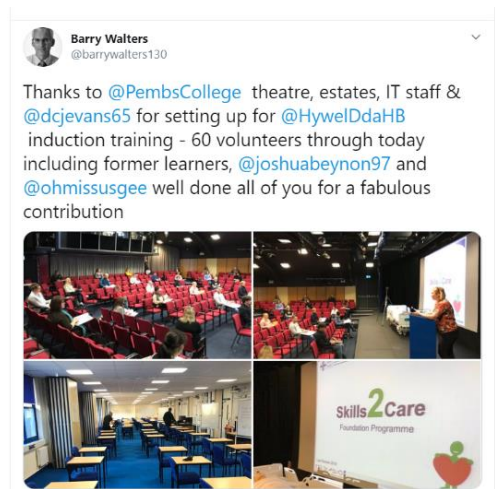 Barry Walters
@barrywalters130
Thanks to @PembsCollege theatre, estates, IT staff &
@dcjevans65 for setting up for @HywelDdaHB
induction training - 60 volunteers through today
including former learners, @joshuabeynon97 and
@ohmissusgee well done all of you for a fabulous
contribution
Skills2Care
Foundation Programme